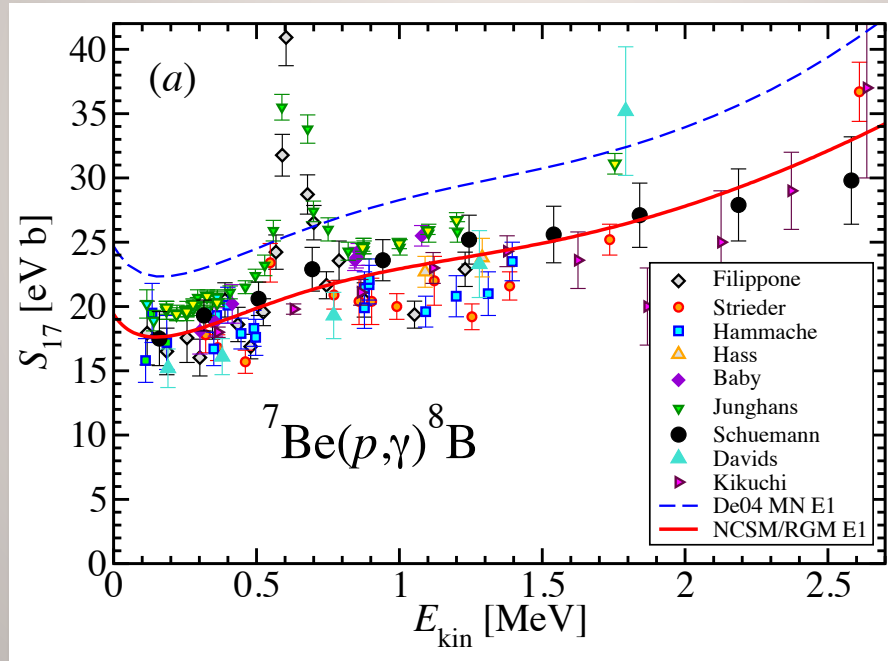 (a)
40
35
30
25
20
15
10
5
0
S₁₇ [eV b]
⁷Be(p,γ)⁸B
Filippone
Strieder
Hammache
Hass
Baby
Junghans
Schuemann
Davids
Kikuchi
De04 MN E1
NCSM/RGM E1
0 0.5 1 1.5 2 2.5
E_kin [MeV]